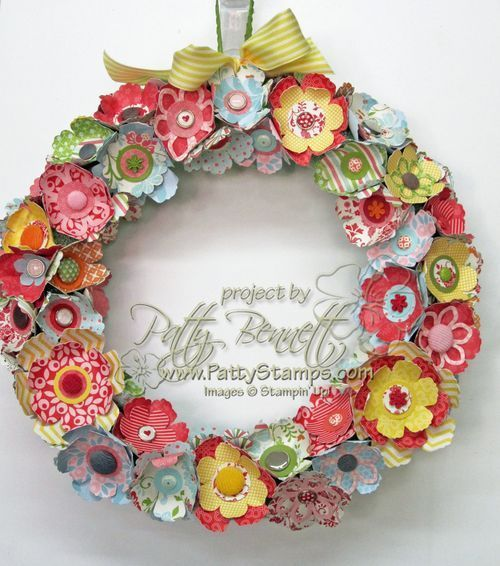 project by
Patty Bennett
www.PattyStamps.com
Images © Stampin' Up!